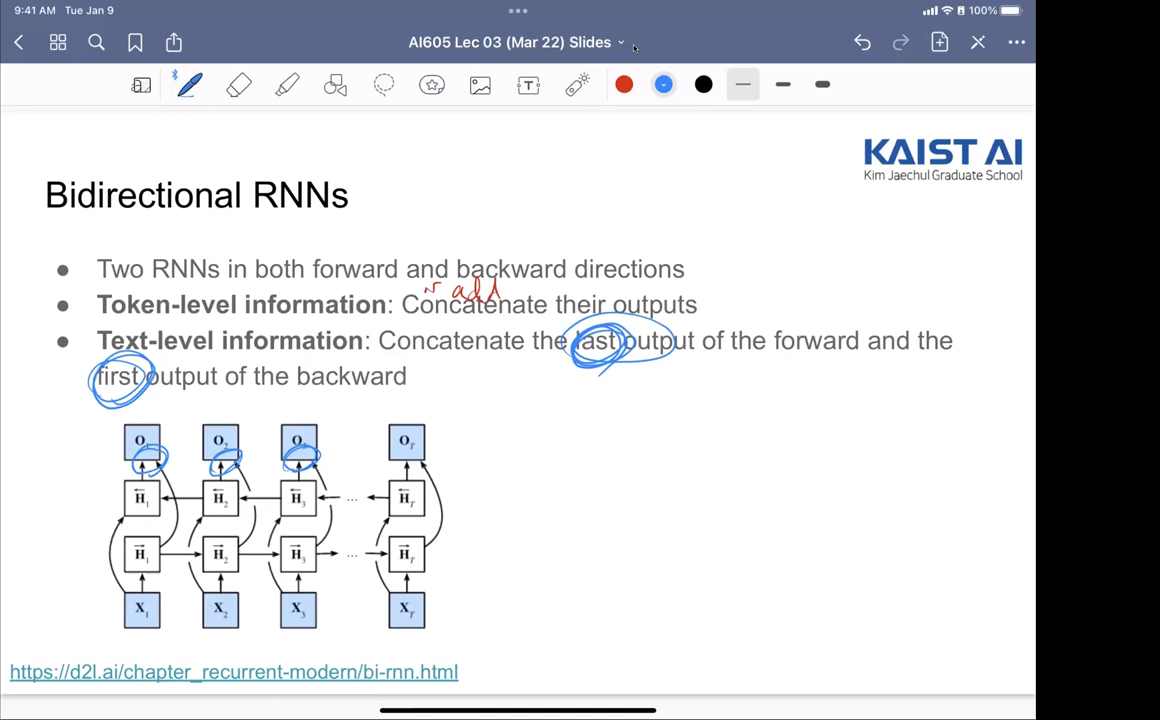 9:41 AM Tue Jan 9
100%
AI605 Lec 03 (Mar 22) Slides
KAIST AI
Kim Jaechul Graduate School
Bidirectional RNNs
● Two RNNs in both forward and backward directions
add
● Token-level information: Concatenate their outputs
● Text-level information: Concatenate the last output of the forward and the
first output of the backward
O1 O2 O OT
H1 H2 H3 ... HT
H1 H2 H3 ... HT
X1 X2 X3 XT
https://d2l.ai/chapter_recurrent-modern/bi-rnn.html